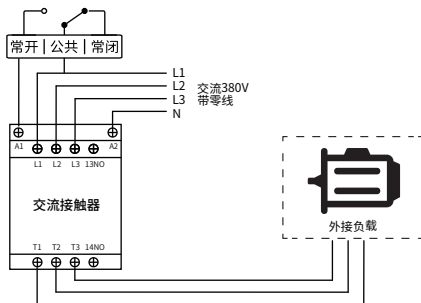 常开 | 公共 | 常闭
L1
L2
L3
N
交流380V
带零线
A1
A2
L1 L2 L3 13NO
交流接触器
外接负载
T1 T2 T3 14NO